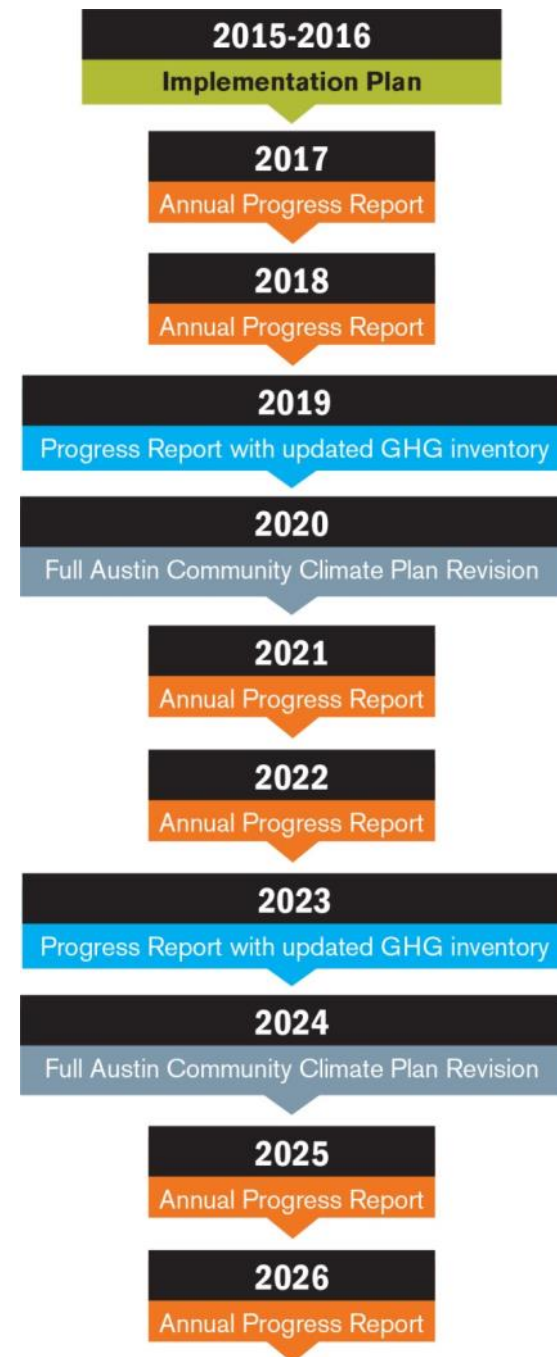 2015-2016
Implementation Plan
2017
Annual Progress Report
2018
Annual Progress Report
2019
Progress Report with updated GHG inventory
2020
Full Austin Community Climate Plan Revision
2021
Annual Progress Report
2022
Annual Progress Report
2023
Progress Report with updated GHG inventory
2024
Full Austin Community Climate Plan Revision
2025
Annual Progress Report
2026
Annual Progress Report